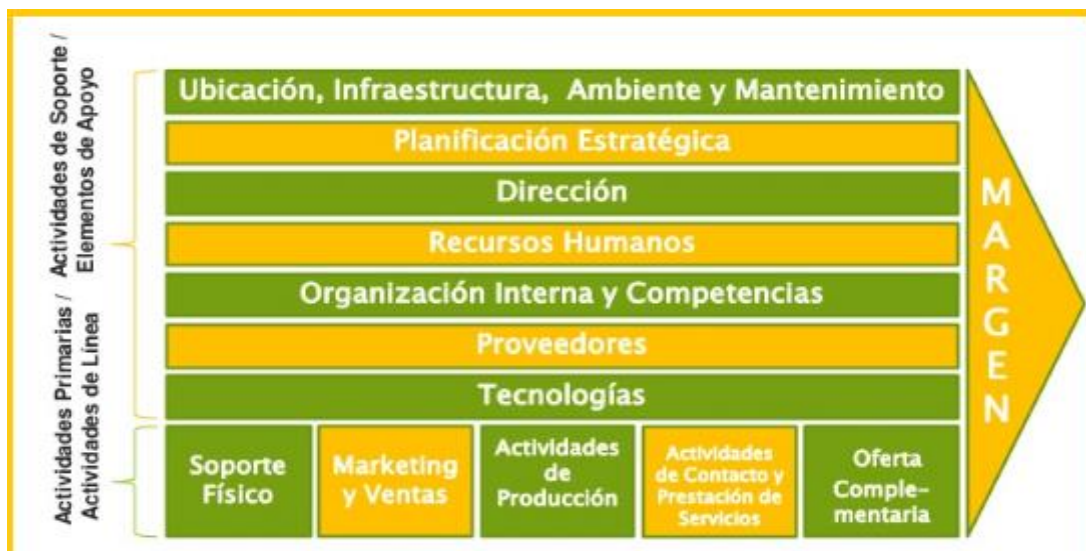 Actividades de Soporte /
Elementos de Apoyo
Ubicación, Infraestructura, Ambiente y Mantenimiento
Planificación Estratégica
Dirección
Recursos Humanos
Organización Interna y Competencias
Proveedores
Tecnologías
Actividades Primarias /
Actividades de Línea
Soporte
Físico
Marketing
y Ventas
Actividades
de
Producción
Actividades
de Contacto y
Prestación de
Servicios
Oferta
Comple-
mentaria
MARGEN